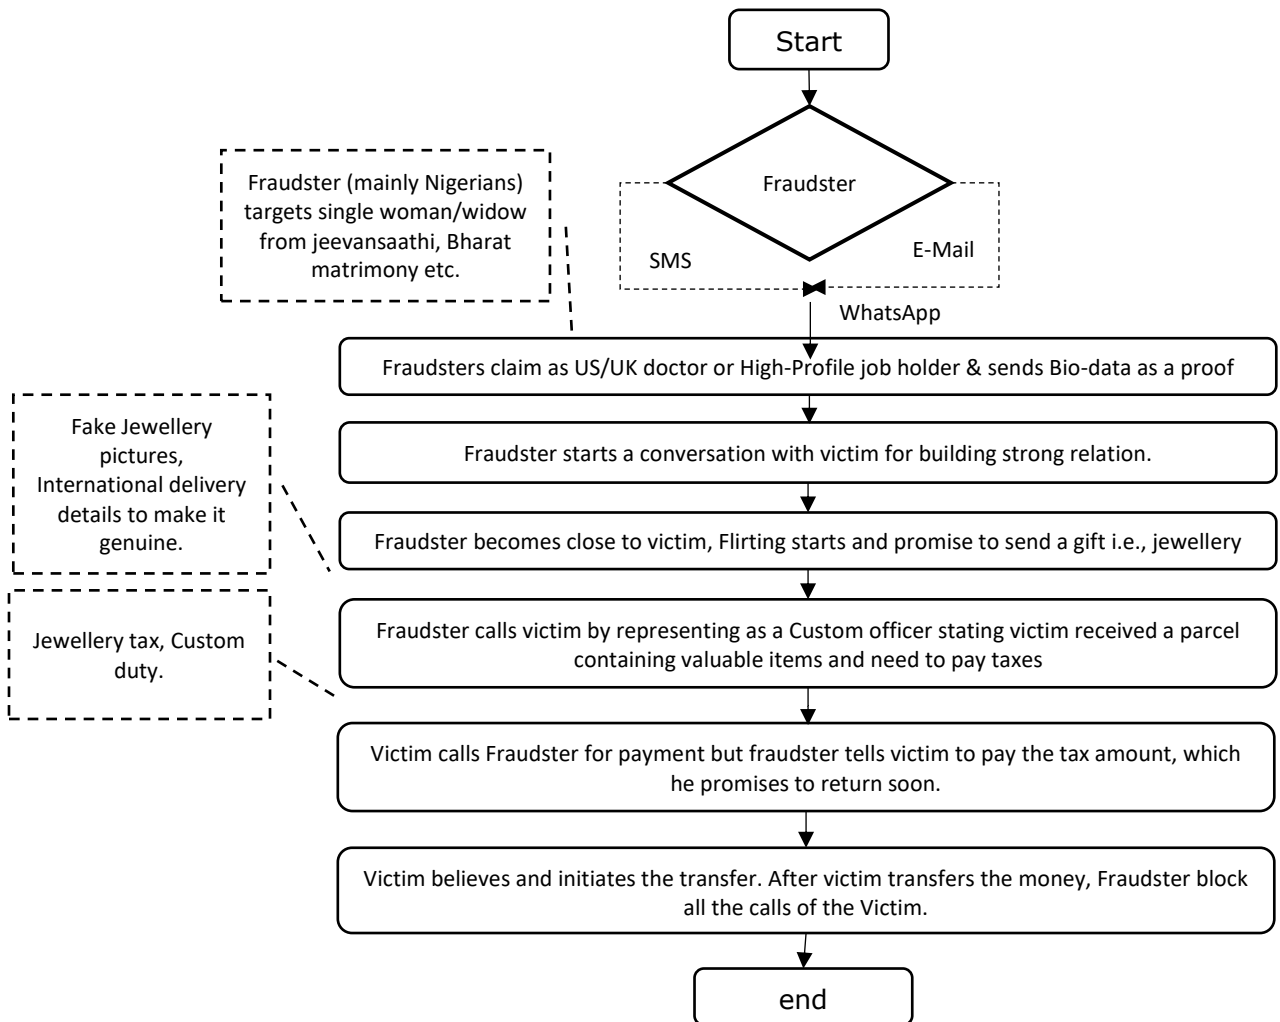 Start
Fraudster
SMS
E-Mail
WhatsApp
Fraudster (mainly Nigerians)
targets single woman/widow
from jeevansaathi, Bharat
matrimony etc.
Fraudsters claim as US/UK doctor or High-Profile job holder & sends Bio-data as a proof
Fraudster starts a conversation with victim for building strong relation.
Fake Jewellery
pictures,
International delivery
details to make it
genuine.
Fraudster becomes close to victim, Flirting starts and promise to send a gift i.e., jewellery
Fraudster calls victim by representing as a Custom officer stating victim received a parcel
containing valuable items and need to pay taxes
Jewellery tax, Custom
duty.
Victim calls Fraudster for payment but fraudster tells victim to pay the tax amount, which
he promises to return soon.
Victim believes and initiates the transfer. After victim transfers the money, Fraudster block
all the calls of the Victim.
end